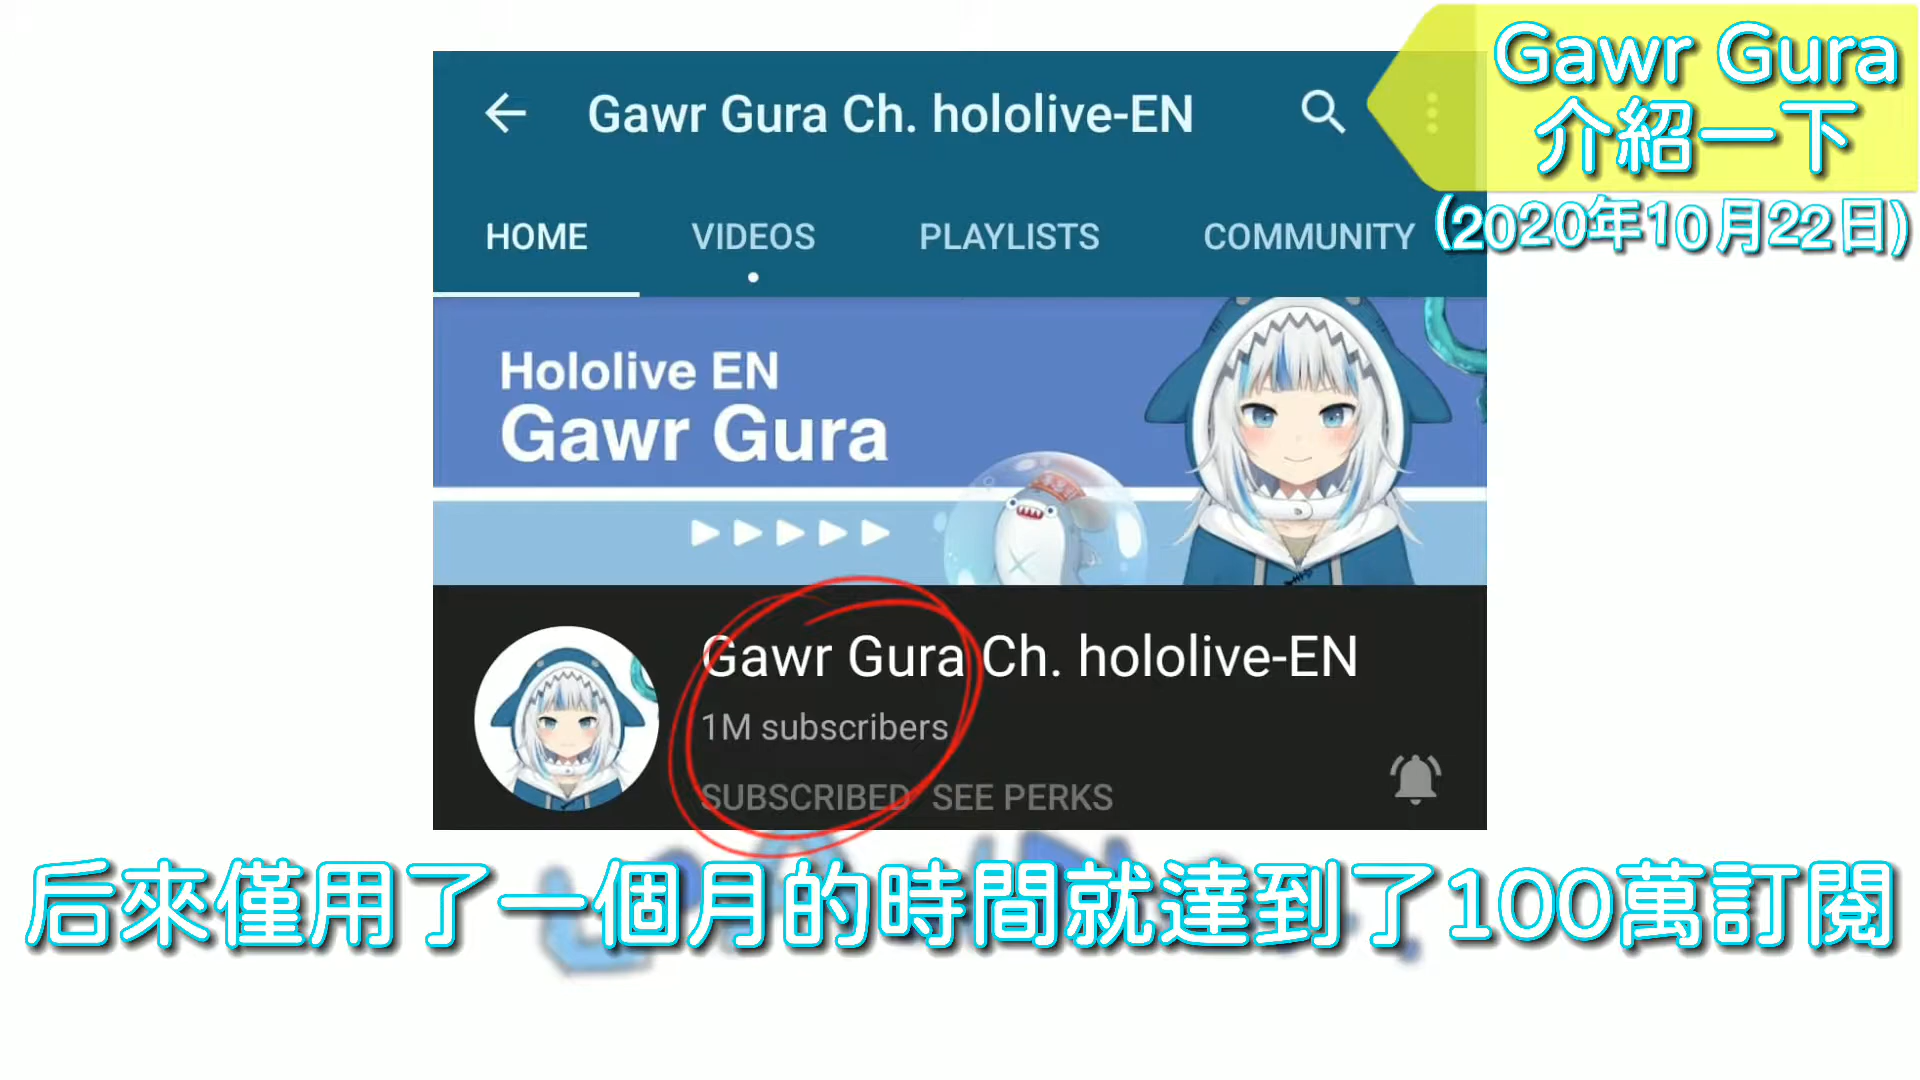 Gawr Gura
介紹一下
(2020年10月22日)
Gawr Gura Ch. hololive-EN
HOME VIDEOS PLAYLISTS COMMUNITY
Hololive EN
Gawr Gura
Gawr Gura Ch. hololive-EN
1M subscribers
SUBSCRIBED SEE PERKS
后來僅用了一個月的時間就達到了100萬訂閱